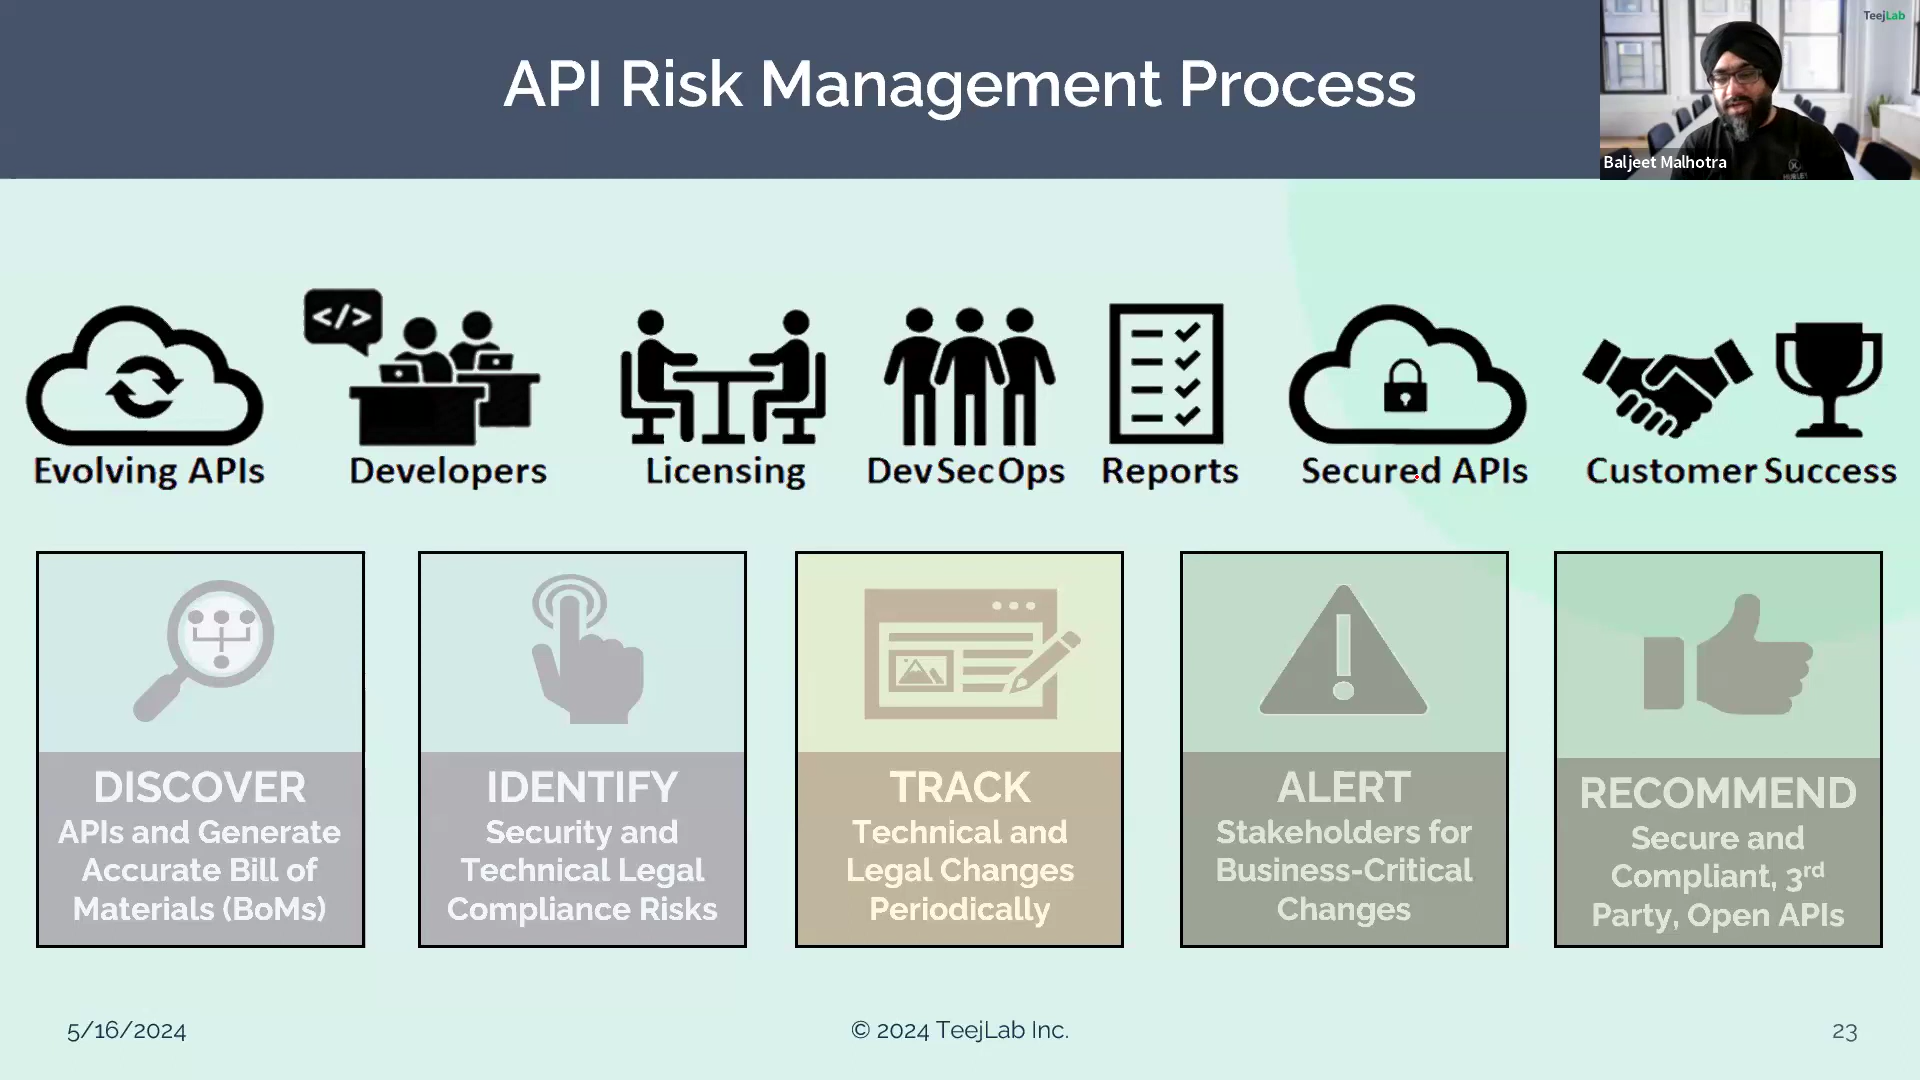 API Risk Management Process
TeejLab
Baljeet Malhotra
HUBLET
</>
Evolving APIs
Developers
Licensing
DevSecOps
Reports
Secured APIs
Customer Success
DISCOVER
APIs and Generate
Accurate Bill of
Materials (BoMs)
IDENTIFY
Security and
Technical Legal
Compliance Risks
TRACK
Technical and
Legal Changes
Periodically
ALERT
Stakeholders for
Business-Critical
Changes
RECOMMEND
Secure and
Compliant, 3rd
Party, Open APIs
5/16/2024
© 2024 TeejLab Inc.
23